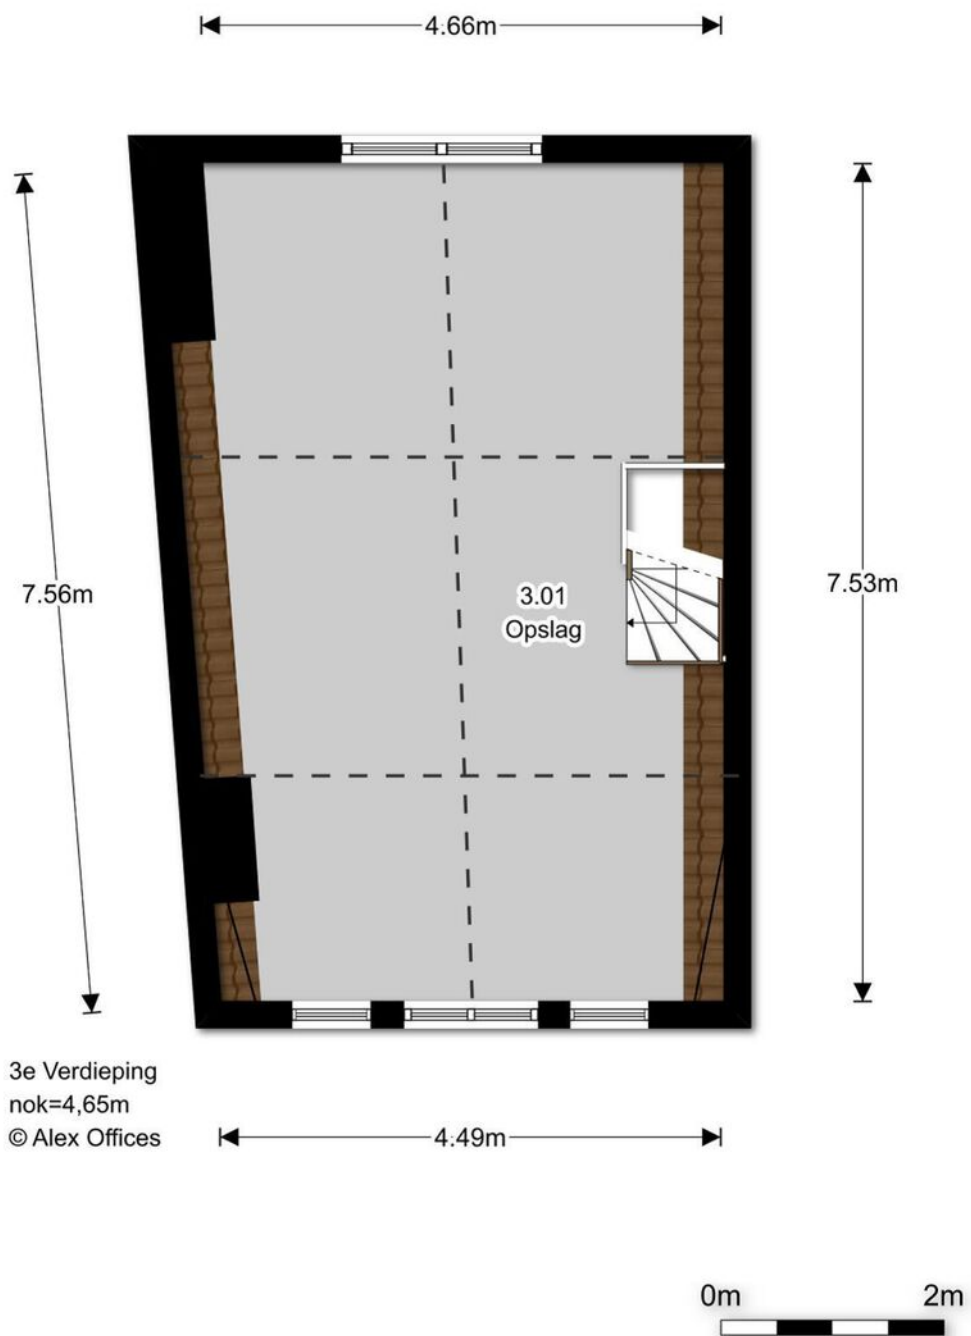 4.66m
7.56m
7.53m
3.01
Opslag
3e Verdieping
nok=4,65m
© Alex Offices
4.49m
0m 2m